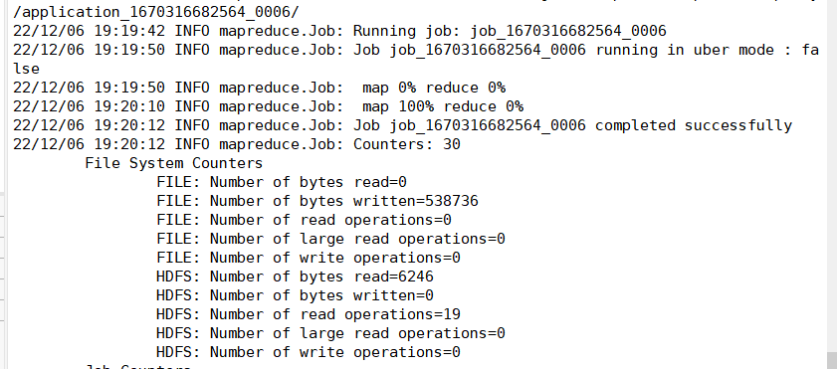 /application_1670316682564_0006/
22/12/06 19:19:42 INFO mapreduce.Job: Running job: job_1670316682564_0006
22/12/06 19:19:50 INFO mapreduce.Job: Job job_1670316682564_0006 running in uber mode : fa
lse
22/12/06 19:19:50 INFO mapreduce.Job:  map 0% reduce 0%
22/12/06 19:20:10 INFO mapreduce.Job:  map 100% reduce 0%
22/12/06 19:20:12 INFO mapreduce.Job: Job job_1670316682564_0006 completed successfully
22/12/06 19:20:12 INFO mapreduce.Job: Counters: 30
File System Counters
FILE: Number of bytes read=0
FILE: Number of bytes written=538736
FILE: Number of read operations=0
FILE: Number of large read operations=0
FILE: Number of write operations=0
HDFS: Number of bytes read=6246
HDFS: Number of bytes written=0
HDFS: Number of read operations=19
HDFS: Number of large read operations=0
HDFS: Number of write operations=0
Job Counters